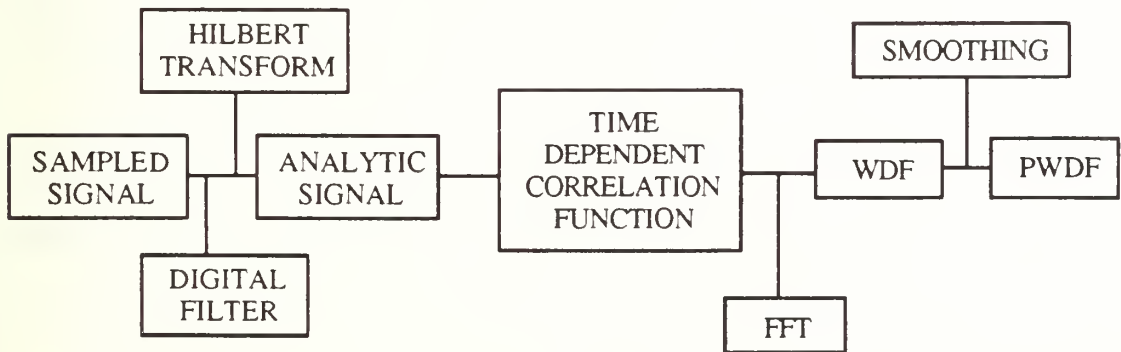 HILBERT
TRANSFORM
SMOOTHING
SAMPLED
SIGNAL
ANALYTIC
SIGNAL
TIME
DEPENDENT
CORRELATION
FUNCTION
WDF
PWDF
DIGITAL
FILTER
FFT